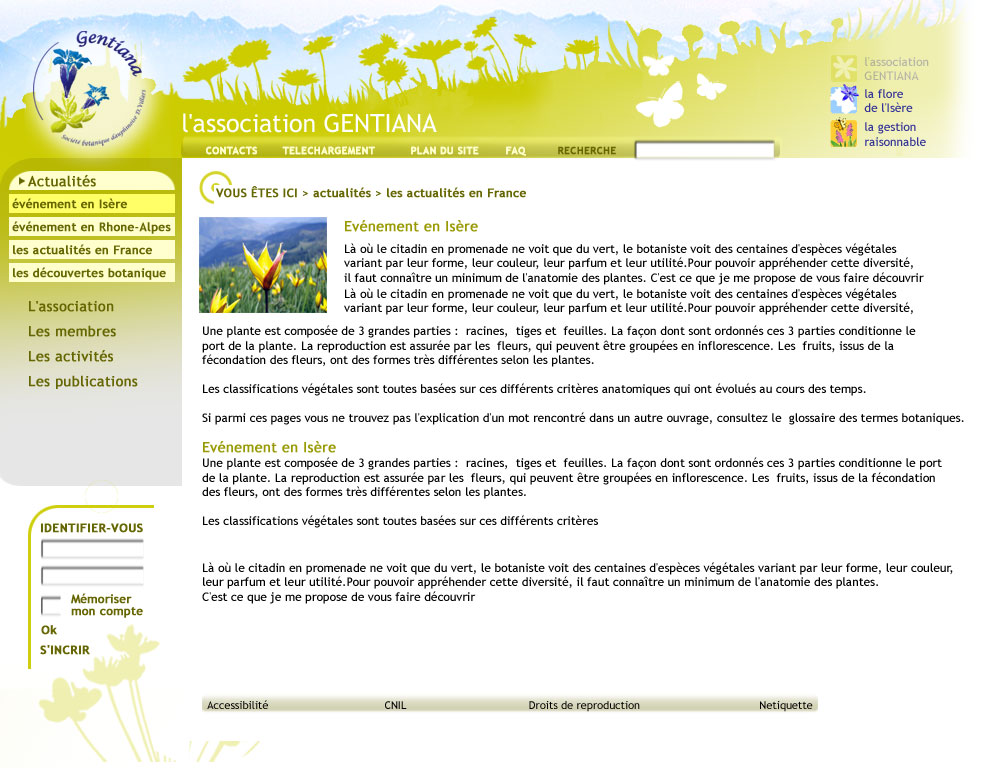 Gentiana
Société botanique dauphinoise D. Villars
l'association GENTIANA
l'association
GENTIANA
la flore
de l'Isère
la gestion
raisonnable
CONTACTS TELECHARGEMENT PLAN DU SITE FAQ RECHERCHE
Actualités
événement en Isère
événement en Rhone-Alpes
les actualités en France
les découvertes botanique
L'association
Les membres
Les activités
Les publications
IDENTIFIER-VOUS
Mémoriser
mon compte
Ok
S'INCRIR
VOUS ÊTES ICI > actualités > les actualités en France
Evénement en Isère
Là où le citadin en promenade ne voit que du vert, le botaniste voit des centaines d'espèces végétales
variant par leur forme, leur couleur, leur parfum et leur utilité.Pour pouvoir appréhender cette diversité,
il faut connaître un minimum de l'anatomie des plantes. C'est ce que je me propose de vous faire découvrir
Là où le citadin en promenade ne voit que du vert, le botaniste voit des centaines d'espèces végétales
variant par leur forme, leur couleur, leur parfum et leur utilité.Pour pouvoir appréhender cette diversité,
Une plante est composée de 3 grandes parties : racines, tiges et feuilles. La façon dont sont ordonnés ces 3 parties conditionne le
port de la plante. La reproduction est assurée par les fleurs, qui peuvent être groupées en inflorescence. Les fruits, issus de la
fécondation des fleurs, ont des formes très différentes selon les plantes.
Les classifications végétales sont toutes basées sur ces différents critères anatomiques qui ont évolués au cours des temps.
Si parmi ces pages vous ne trouvez pas l'explication d'un mot rencontré dans un autre ouvrage, consultez le glossaire des termes botaniques.
Evénement en Isère
Une plante est composée de 3 grandes parties : racines, tiges et feuilles. La façon dont sont ordonnés ces 3 parties conditionne le port
de la plante. La reproduction est assurée par les fleurs, qui peuvent être groupées en inflorescence. Les fruits, issus de la fécondation
des fleurs, ont des formes très différentes selon les plantes.
Les classifications végétales sont toutes basées sur ces différents critères
Là où le citadin en promenade ne voit que du vert, le botaniste voit des centaines d'espèces végétales variant par leur forme, leur couleur,
leur parfum et leur utilité.Pour pouvoir appréhender cette diversité, il faut connaître un minimum de l'anatomie des plantes.
C'est ce que je me propose de vous faire découvrir
Accessibilité CNIL Droits de reproduction Netiquette